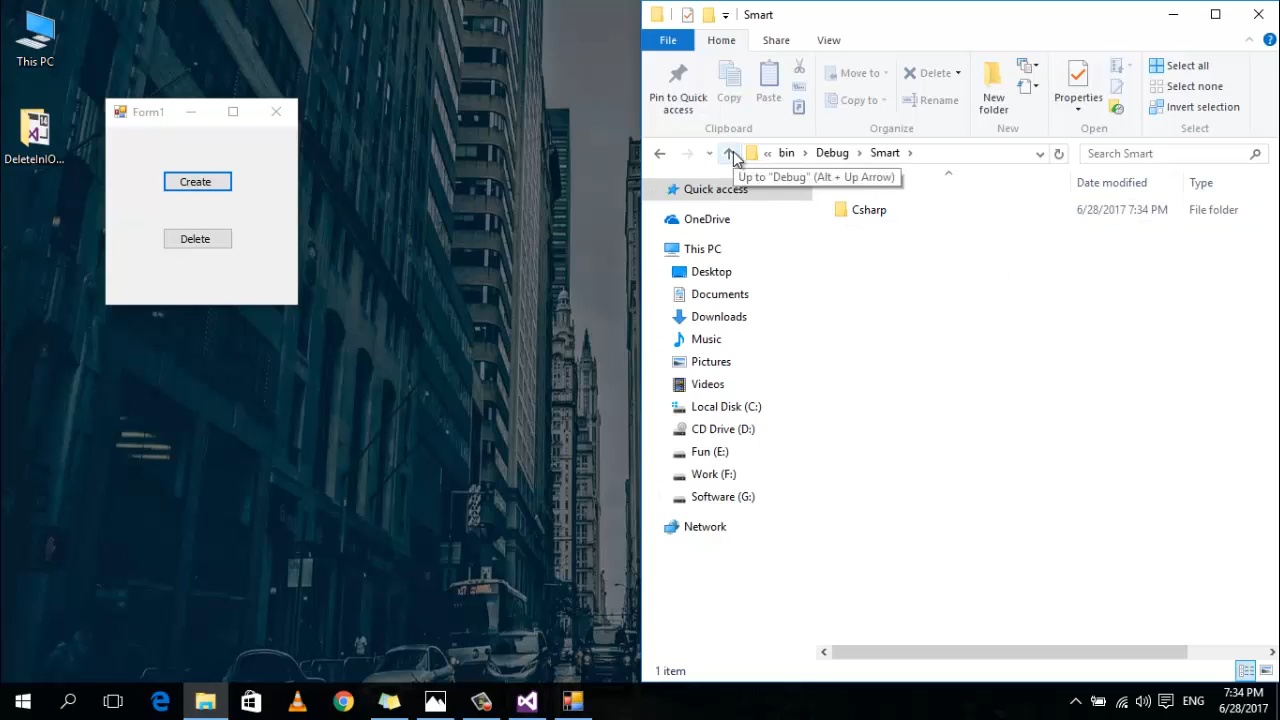 This PC
DeleteInIO...
Form1
Create
Delete
Smart
File
Home
Share
View
Pin to Quick access
Copy
Paste
Clipboard
Move to
Copy to
Delete
Rename
Organize
New folder
New
Properties
Open
Select all
Select none
Invert selection
Select
« bin > Debug > Smart >
Search Smart
Up to "Debug" (Alt + Up Arrow)
Quick access
OneDrive
This PC
Desktop
Documents
Downloads
Music
Pictures
Videos
Local Disk (C:)
CD Drive (D:)
Fun (E:)
Work (F:)
Software (G:)
Network
Date modified
Type
Csharp
6/28/2017 7:34 PM
File folder
1 item
ENG
7:34 PM
6/28/2017